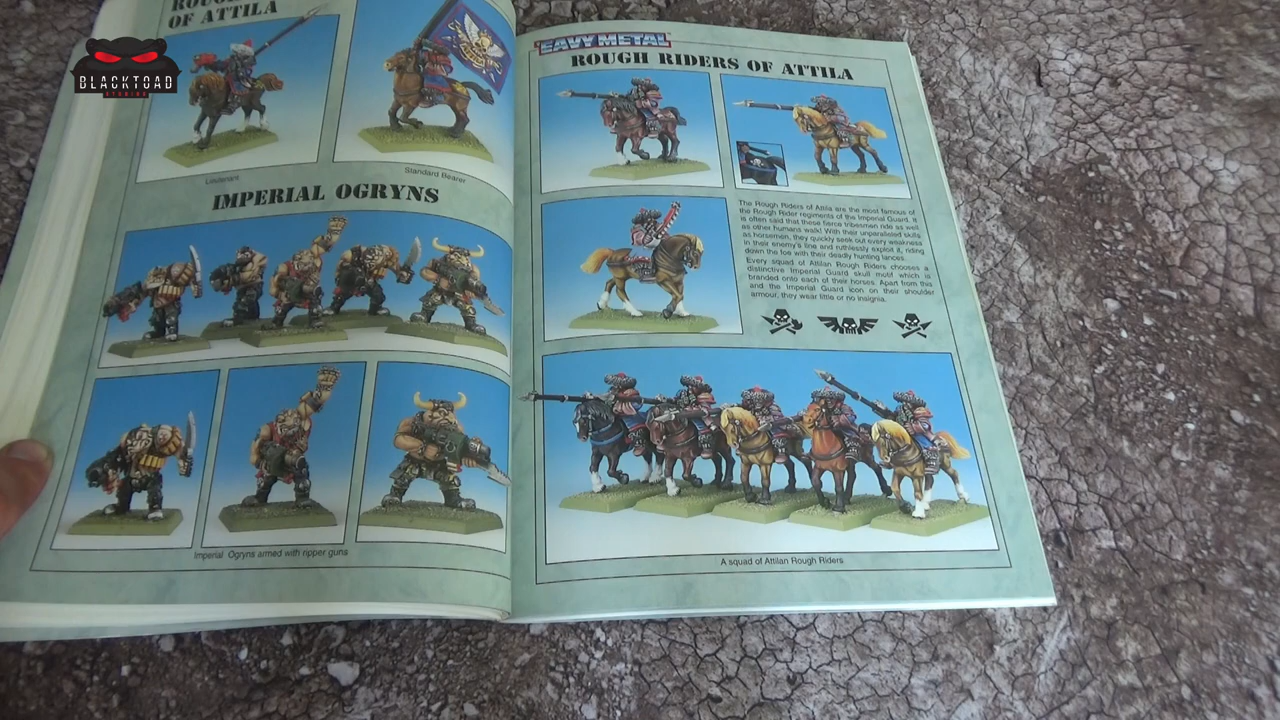 BLACKTOAD
STUDIOS
OF ATTILA
Lieutenant
Standard Bearer
IMPERIAL OGRYNS
Imperial Ogryns armed with ripper guns
'EAVY METAL
ROUGH RIDERS OF ATTILA
The Rough Riders of Attila are the most famous of
the Rough Rider regiments of the Imperial Guard. It
is often said that these fierce tribesmen ride as well
as other humans walk! With their unparalleled skills
as horsemen, they quickly seek out every weakness
in their enemy's line and ruthlessly exploit it, riding
down the foe with their deadly hunting lances.
Every squad of Attilan Rough Riders chooses a
distinctive Imperial Guard skull motif which is
branded onto each of their horses. Apart from this
and the Imperial Guard icon on their shoulder
armour, they wear little or no insignia.
A squad of Attilan Rough Riders